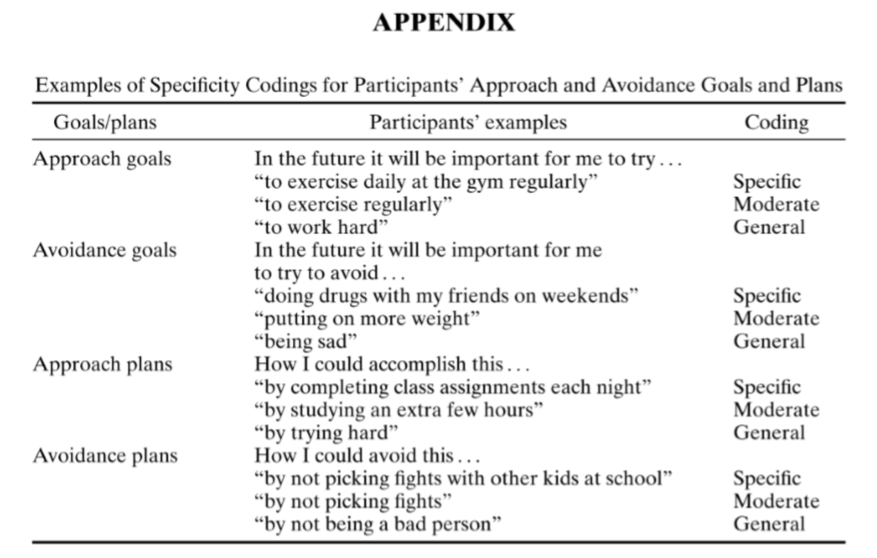 APPENDIX
Examples of Specificity Codings for Participants’ Approach and Avoidance Goals and Plans
Goals/plans Participants’ examples Coding
Approach goals In the future it will be important for me to try . . .
“to exercise daily at the gym regularly” Specific
“to exercise regularly” Moderate
“to work hard” General
Avoidance goals In the future it will be important for me
to try to avoid . . .
“doing drugs with my friends on weekends” Specific
“putting on more weight” Moderate
“being sad” General
Approach plans How I could accomplish this . . .
“by completing class assignments each night” Specific
“by studying an extra few hours” Moderate
“by trying hard” General
Avoidance plans How I could avoid this . . .
“by not picking fights with other kids at school” Specific
“by not picking fights” Moderate
“by not being a bad person” General